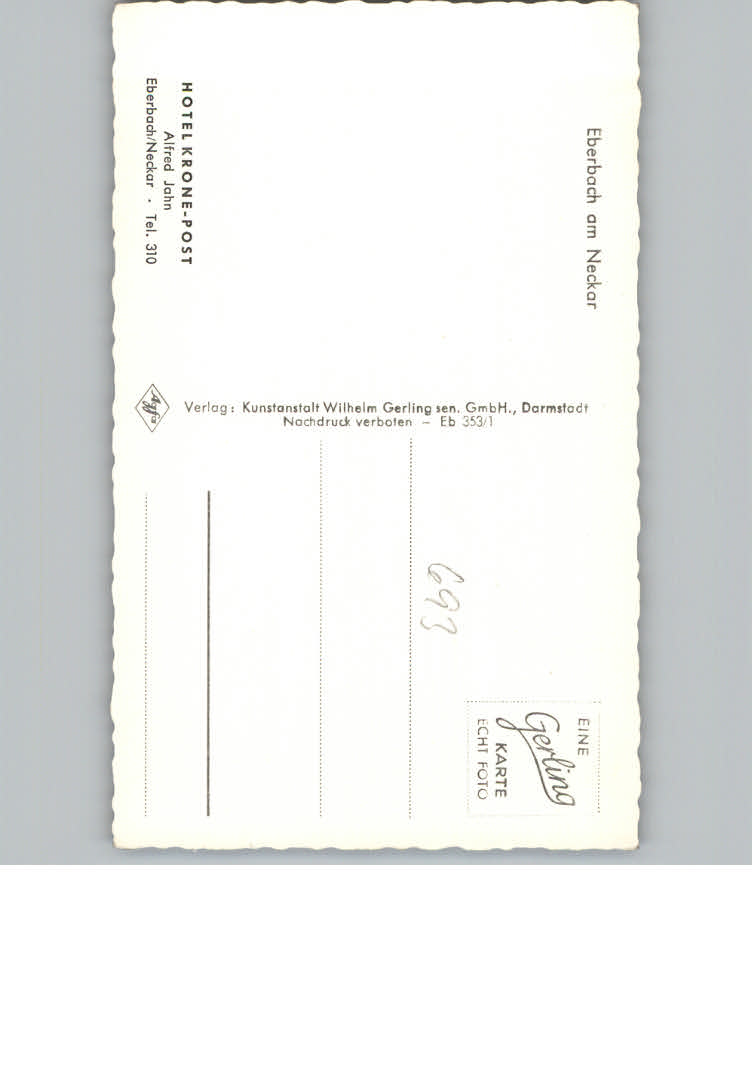 Eberbach am Neckar
HOTEL KRONE-POST
Alfred Jahn
Eberbach/Neckar · Tel. 310
Agfa
Verlag: Kunstanstalt Wilhelm Gerling sen. GmbH., Darmstadt
Nachdruck verboten – Eb 353/1
693
EINE
Gerling
KARTE
ECHT FOTO